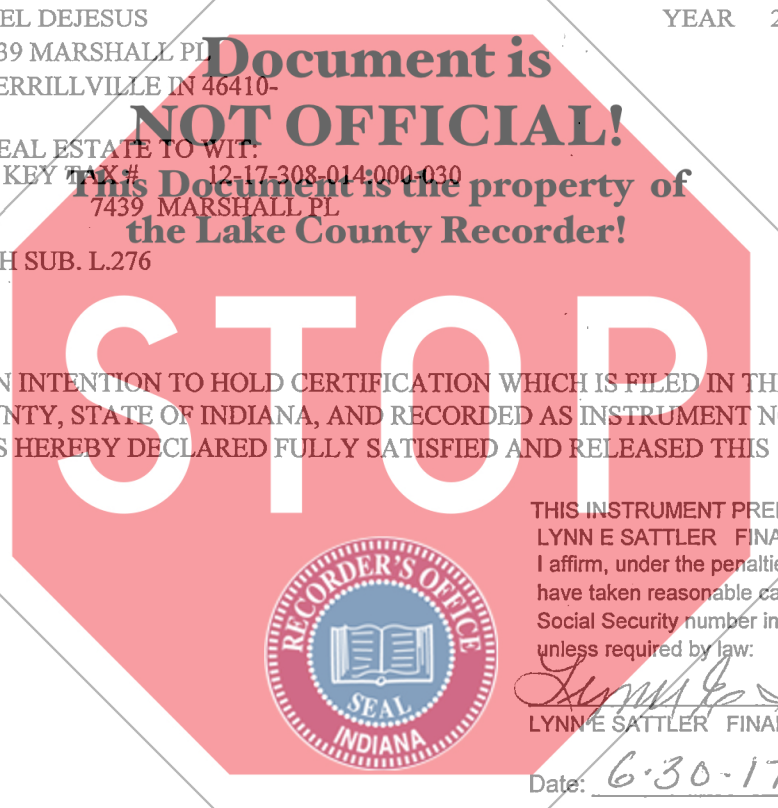 EL DEJESUS YEAR 2
39 MARSHALL PL
ERRILLVILLE IN 46410-
Document is
NOT OFFICIAL!
EAL ESTATE TO WIT:
KEY TAX # 12-17-308-014.000-030
This Document is the property of
7439 MARSHALL PL
the Lake County Recorder!
H SUB. L.276
STOP
N INTENTION TO HOLD CERTIFICATION WHICH IS FILED IN TH
NTY, STATE OF INDIANA, AND RECORDED AS INSTRUMENT N
S HEREBY DECLARED FULLY SATISFIED AND RELEASED THIS
THIS INSTRUMENT PRE
LYNN E SATTLER FINA
I affirm, under the penaltie
have taken reasonable ca
Social Security number in
unless required by law:
RECORDER'S OFFICE
SEAL
INDIANA
Lynn E S
LYNN E SATTLER FINA
Date: 6-30-17